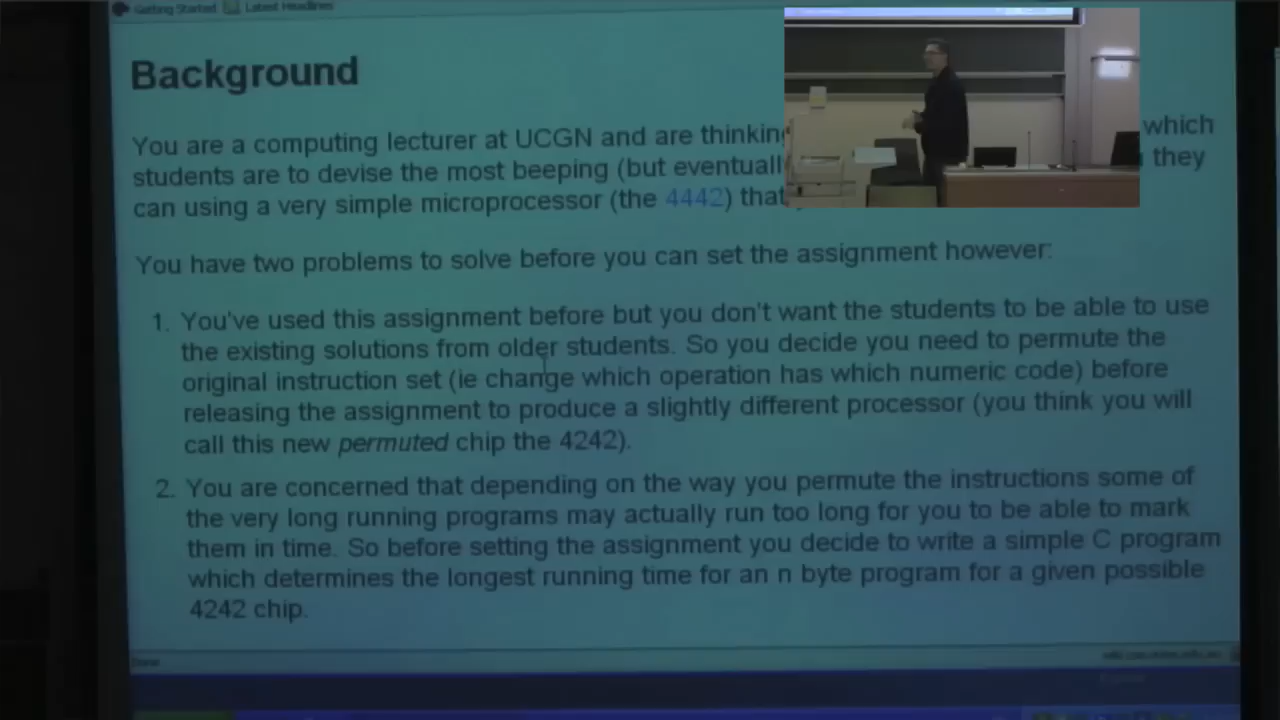 Getting Started Latest Headlines
Background
You are a computing lecturer at UCGN and are thinking which
students are to devise the most beeping (but eventuall they
can using a very simple microprocessor (the 4442) that
You have two problems to solve before you can set the assignment however:
1. You've used this assignment before but you don't want the students to be able to use
the existing solutions from older students. So you decide you need to permute the
original instruction set (ie change which operation has which numeric code) before
releasing the assignment to produce a slightly different processor (you think you will
call this new permuted chip the 4242).
2. You are concerned that depending on the way you permute the instructions some of
the very long running programs may actually run too long for you to be able to mark
them in time. So before setting the assignment you decide to write a simple C program
which determines the longest running time for an n byte program for a given possible
4242 chip.
Done